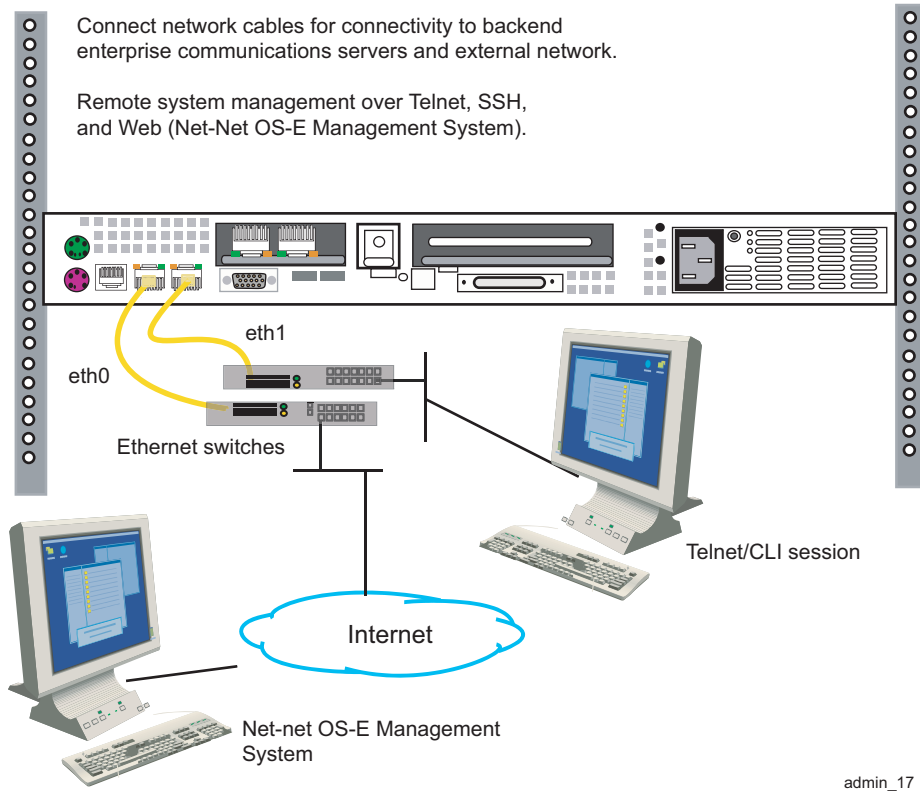 Connect network cables for connectivity to backend
enterprise communications servers and external network.
Remote system management over Telnet, SSH,
and Web (Net-Net OS-E Management System).
eth1
eth0
Ethernet switches
Telnet/CLI session
Internet
Net-net OS-E Management
System
admin_17